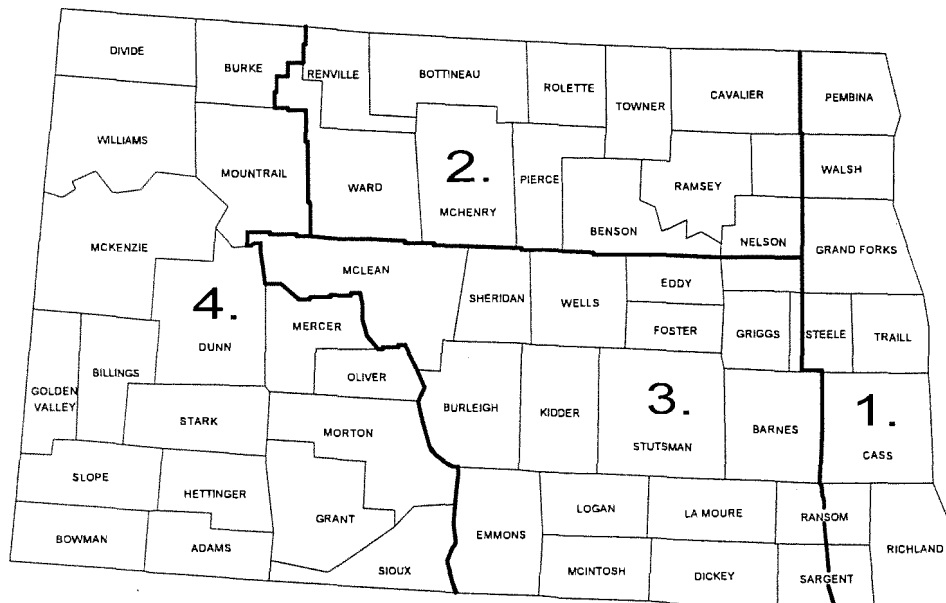 DIVIDE
BURKE
RENVILLE
BOTTINEAU
ROLETTE
TOWNER
CAVALIER
PEMBINA
WILLIAMS
MOUNTRAIL
WARD
2.
MCHENRY
PIERCE
BENSON
RAMSEY
WALSH
NELSON
GRAND FORKS
MCKENZIE
MCLEAN
SHERIDAN
WELLS
EDDY
4.
DUNN
MERCER
FOSTER
GRIGGS
STEELE
TRAILL
GOLDEN
VALLEY
BILLINGS
OLIVER
STARK
MORTON
BURLEIGH
KIDDER
3.
STUTSMAN
BARNES
1.
CASS
SLOPE
HETTINGER
GRANT
EMMONS
LOGAN
LA MOURE
RANSOM
RICHLAND
BOWMAN
ADAMS
SIOUX
MCINTOSH
DICKEY
SARGENT